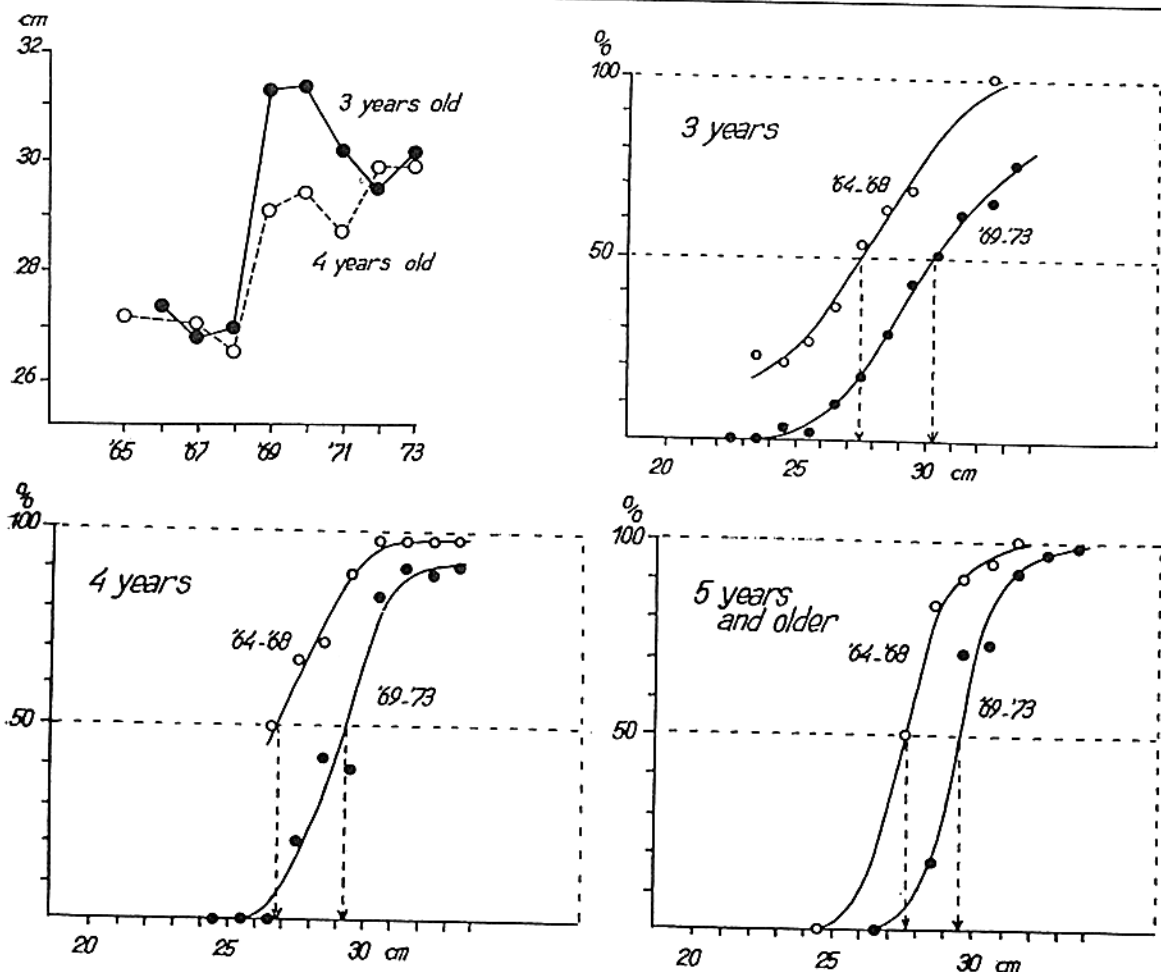 cm
32
30
28
26
3 years old
4 years old
'65 '67 '69 '71 '73
%
100
50
3 years
'64-'68
'69-'73
20 25 30 cm
%
100
50
4 years
'64-'68
'69-'73
20 25 30 cm
%
100
50
5 years
and older
'64-'68
'69-'73
20 25 30 cm